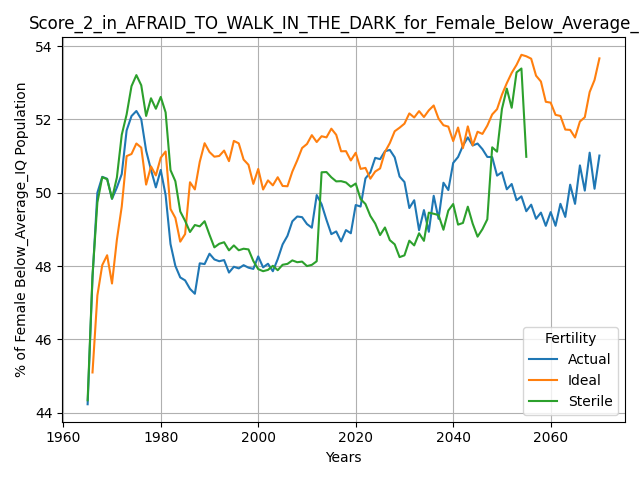 Score_2_in_AFRAID_TO_WALK_IN_THE_DARK_for_Female_Below_Average_
% of Female Below_Average_IQ Population
54
52
50
48
46
44
1960
1980
2000
2020
2040
2060
Years
Fertility
Actual
Ideal
Sterile